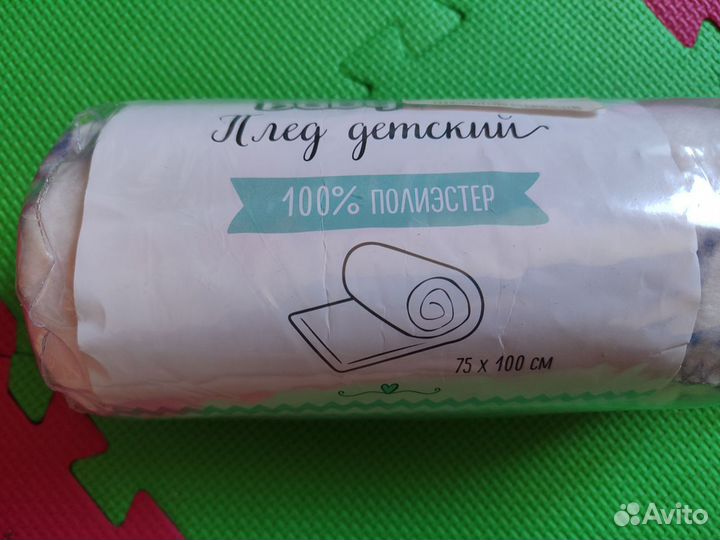 Плед детский
100% ПОЛИЭСТЕР
75 х 100 см
Avito